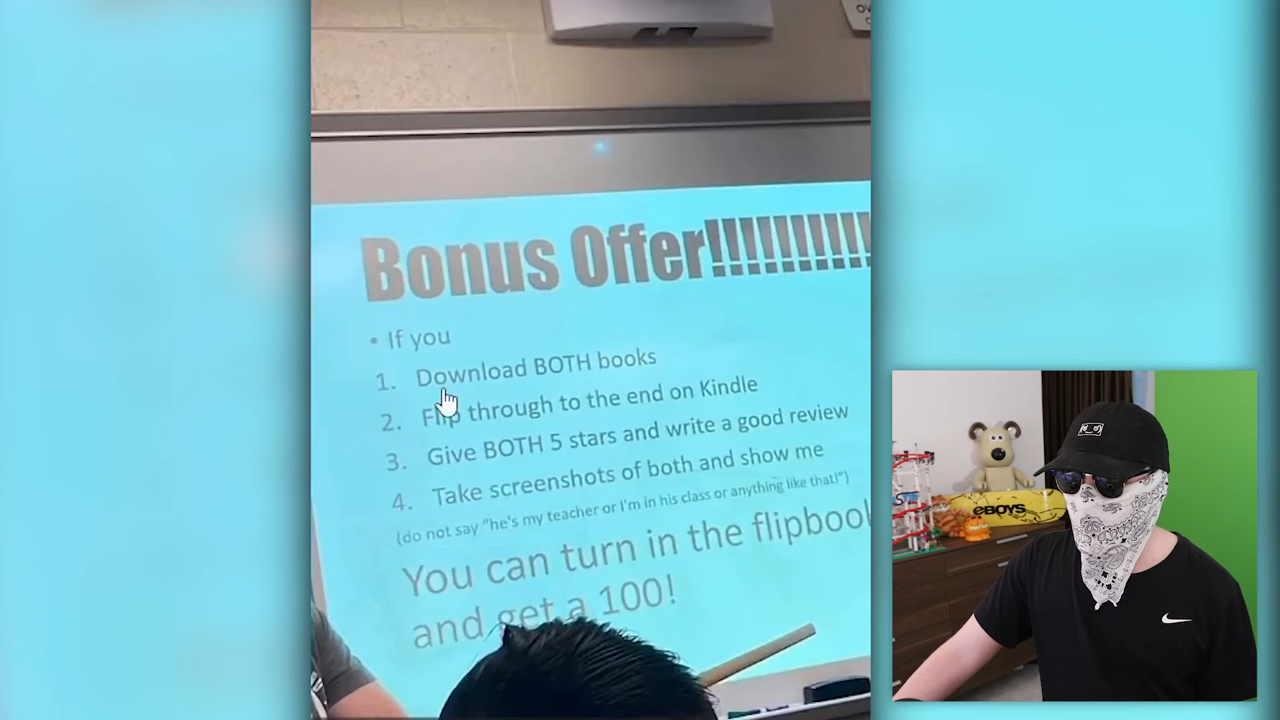 Bonus Offer!!!!!!!!!!
• If you
1. Download BOTH books
2. Flip through to the end on Kindle
3. Give BOTH 5 stars and write a good review
4. Take screenshots of both and show me
(do not say "he's my teacher or I'm in his class or anything like that!")
You can turn in the flipbook
and get a 100!
eBOYS